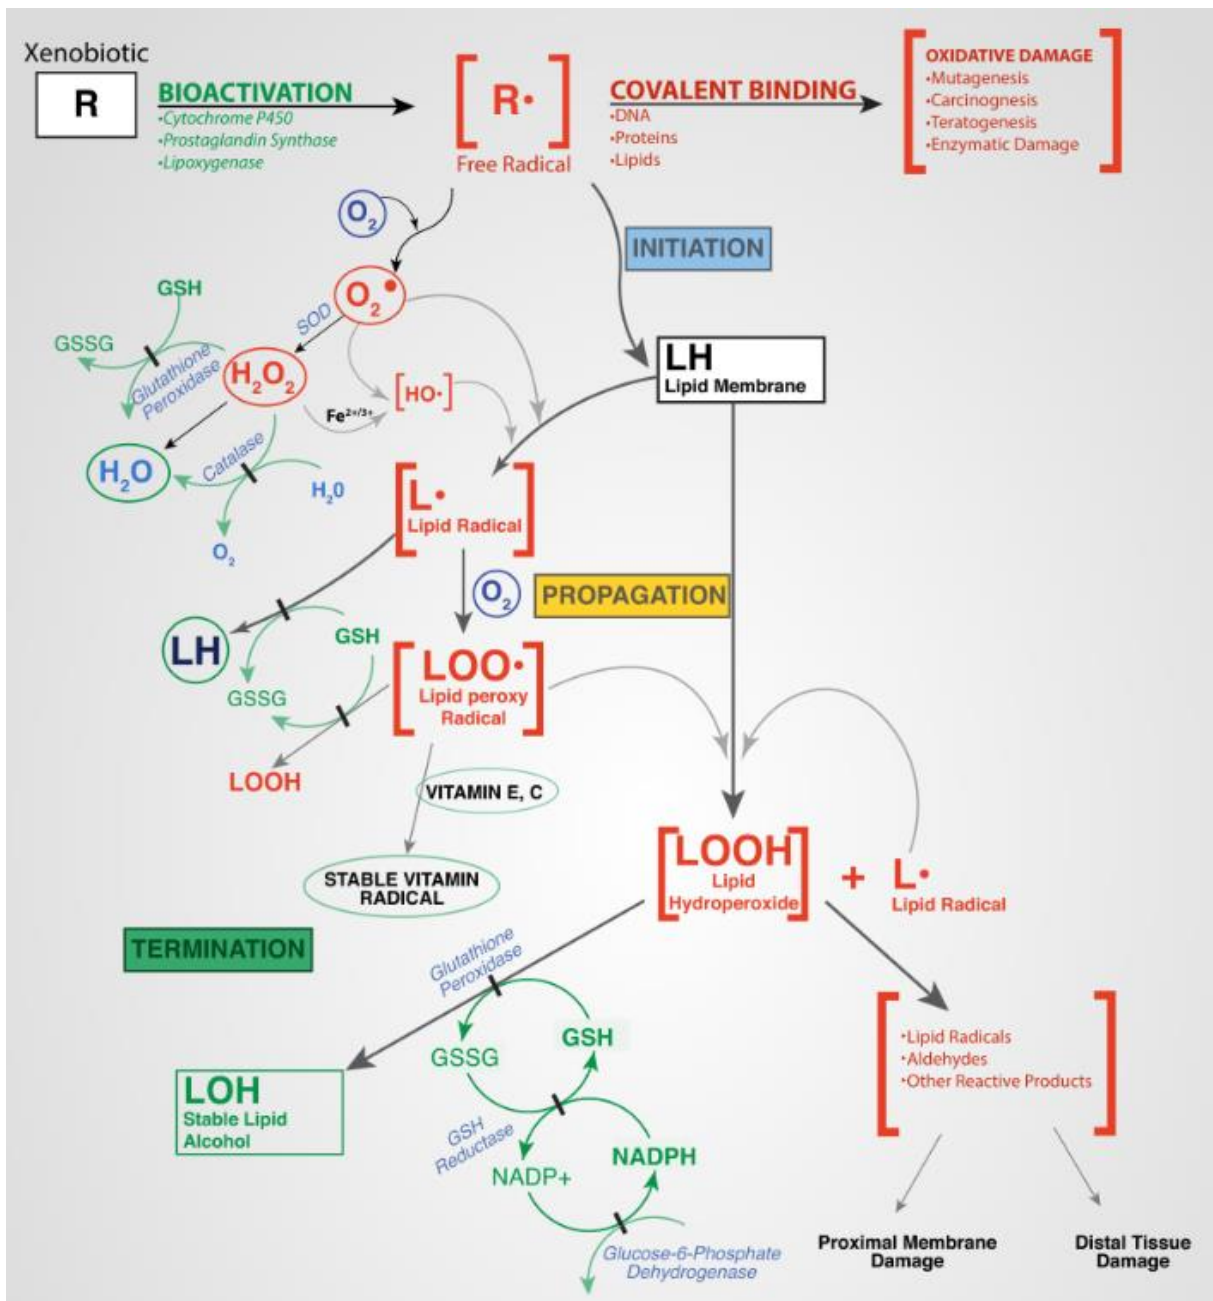 Xenobiotic
R
BIOACTIVATION
•Cytochrome P450
•Prostaglandin Synthase
•Lipoxygenase
[R•]
Free Radical
COVALENT BINDING
•DNA
•Proteins
•Lipids
OXIDATIVE DAMAGE
•Mutagenesis
•Carcinognesis
•Teratogenesis
•Enzymatic Damage
O2
INITIATION
O2•
SOD
GSH
GSSG
Glutathione
Peroxidase
H2O2
[HO•]
Fe2+/3+
LH
Lipid Membrane
H2O
Catalase
H20
O2
L•
Lipid Radical
O2
PROPAGATION
LH
GSH
GSSG
LOO•
Lipid peroxy
Radical
LOOH
VITAMIN E, C
STABLE VITAMIN
RADICAL
LOOH
Lipid
Hydroperoxide
+
L•
Lipid Radical
TERMINATION
Glutathione
Peroxidase
GSSG
GSH
LOH
Stable Lipid
Alcohol
GSH
Reductase
NADP+
NADPH
Glucose-6-Phosphate
Dehydrogenase
•Lipid Radicals
•Aldehydes
•Other Reactive Products
Proximal Membrane
Damage
Distal Tissue
Damage